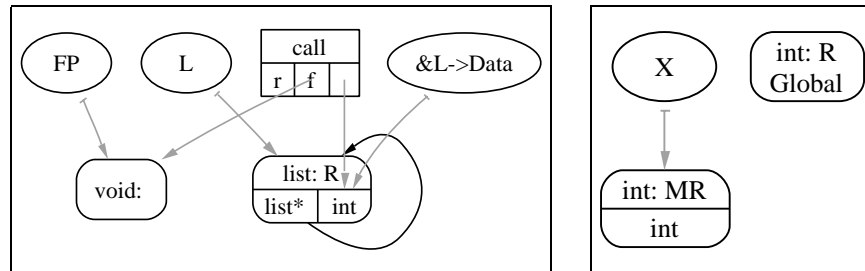 FP
L
call
r f
&L->Data
void:
list: R
list* int
X
int: R
Global
int: MR
int